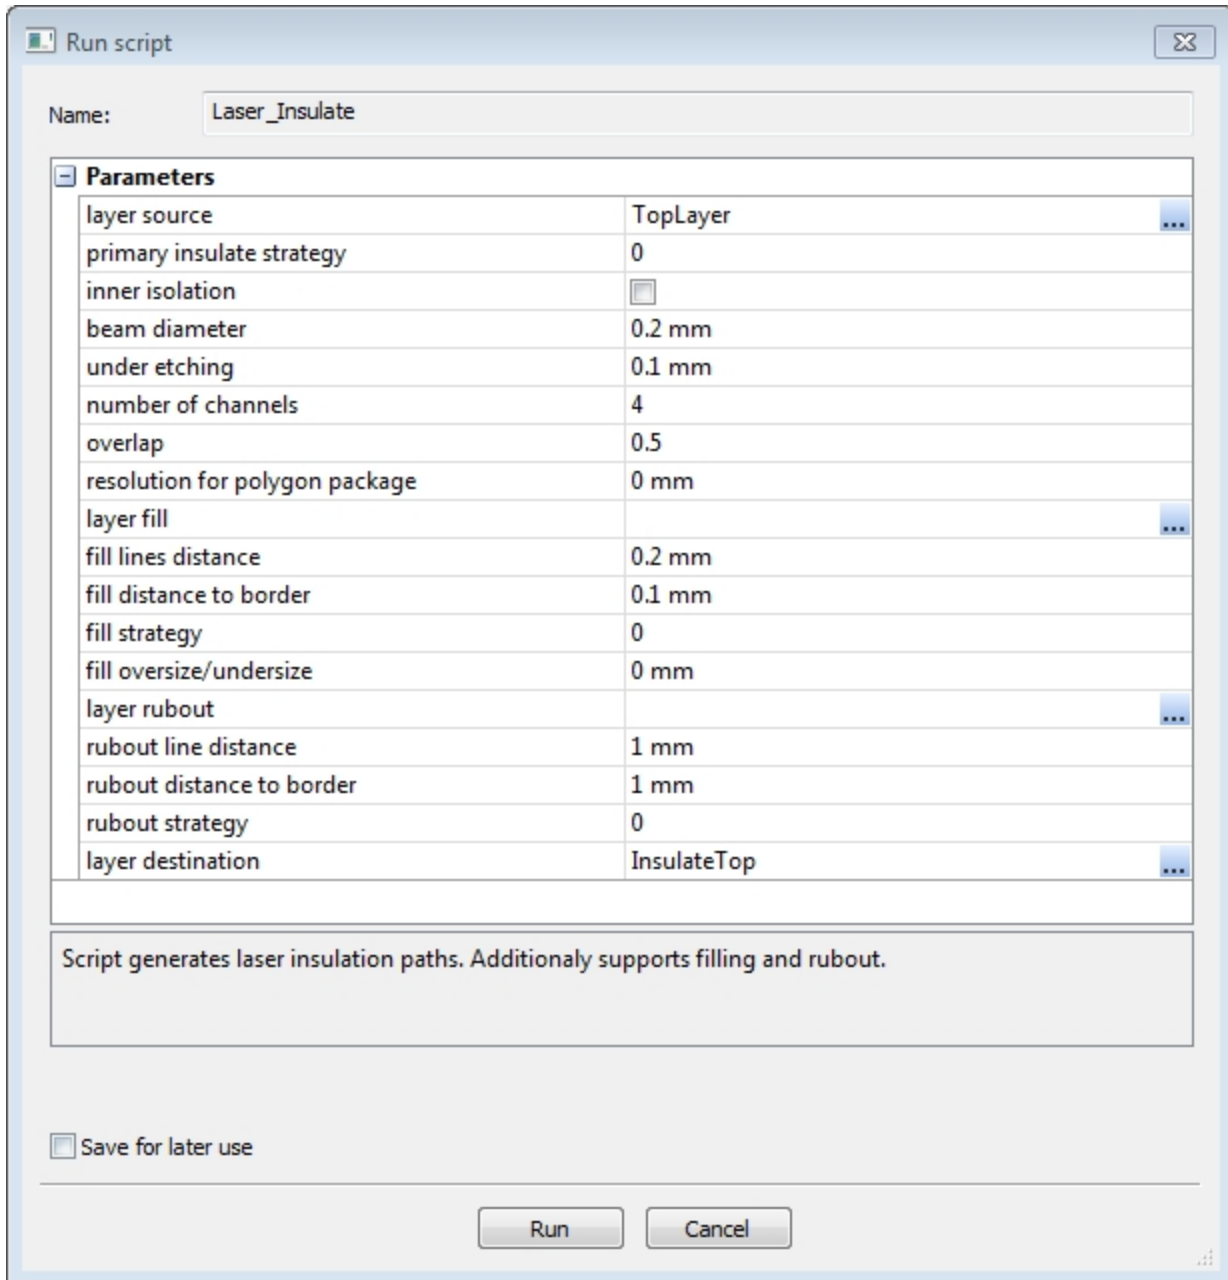 Run script
Name: Laser_Insulate
Parameters
layer source TopLayer ...
primary insulate strategy 0
inner isolation
beam diameter 0.2 mm
under etching 0.1 mm
number of channels 4
overlap 0.5
resolution for polygon package 0 mm
layer fill ...
fill lines distance 0.2 mm
fill distance to border 0.1 mm
fill strategy 0
fill oversize/undersize 0 mm
layer rubout ...
rubout line distance 1 mm
rubout distance to border 1 mm
rubout strategy 0
layer destination InsulateTop ...
Script generates laser insulation paths. Additionaly supports filling and rubout.
Save for later use
Run Cancel